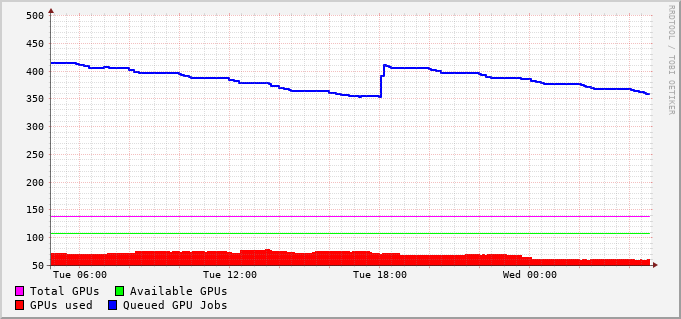 500
450
400
350
300
250
200
150
100
50
Tue 06:00 Tue 12:00 Tue 18:00 Wed 00:00
Total GPUs Available GPUs
GPUs used Queued GPU Jobs
RRDTOOL / TOBI OETIKER